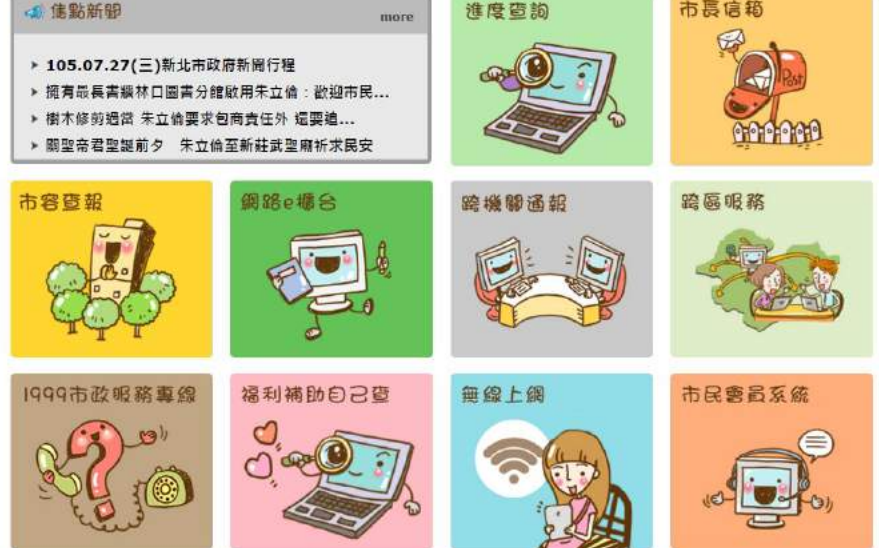 焦點新聞
more
105.07.27(三)新北市政府新聞行程
擁有最長書牆林口圖書分館啟用朱立倫：歡迎市民...
樹木修剪過當 朱立倫要求包商責任外 還要追...
關聖帝君聖誕前夕　朱立倫至新莊武聖廟祈求民安
進度查詢
市長信箱
Post
市容查報
網路e櫃台
跨機關通報
跨區服務
1999市政服務專線
福利補助自己查
無線上網
市民會員系統